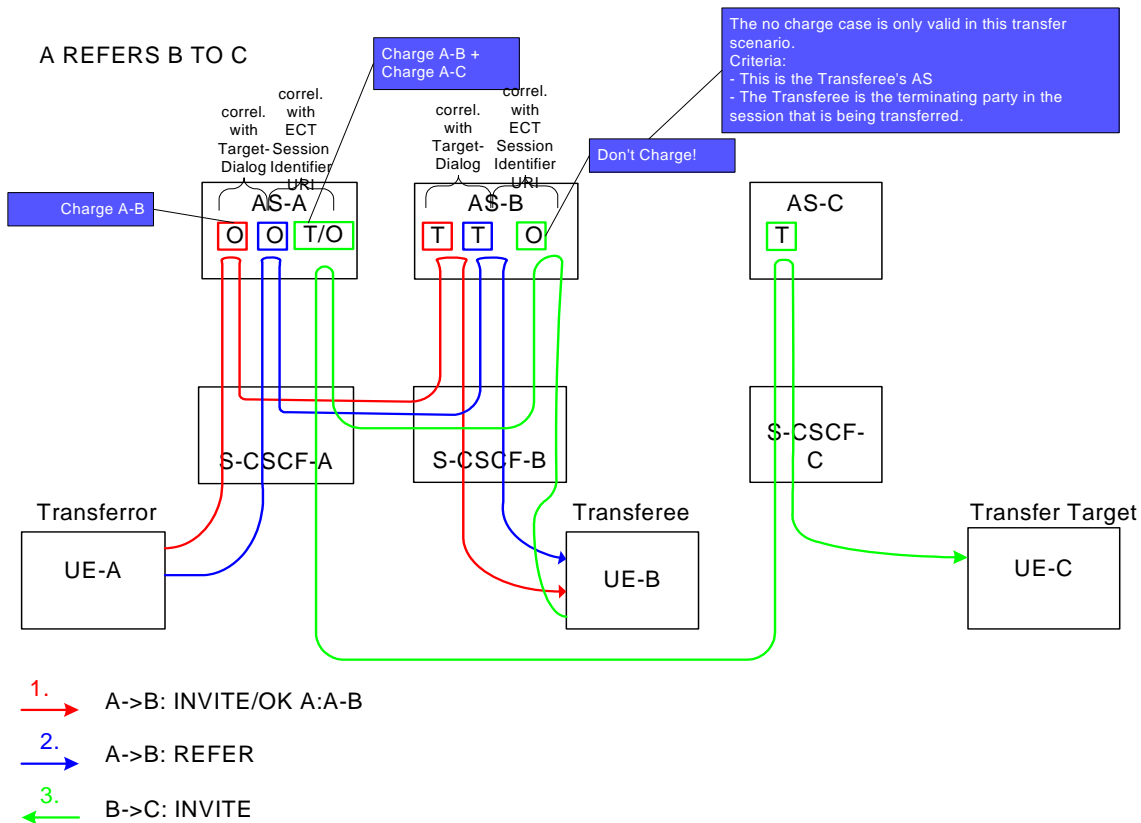 The no charge case is only valid in this transfer
scenario.
Criteria:
- This is the Transferee's AS
- The Transferee is the terminating party in the
session that is being transferred.
A REFERS B TO C
Charge A-B +
Charge A-C
correl.
with
Target-
Dialog
correl.
with
ECT
Session
Identifier
URI
correl.
with
Target-
Dialog
correl.
with
ECT
Session
Identifier
URI
Don't Charge!
Charge A-B
AS-A
O
O
T/O
AS-B
T
T
O
AS-C
T
S-CSCF-A
S-CSCF-B
S-CSCF-
C
Transferror
UE-A
Transferee
UE-B
Transfer Target
UE-C
1.
A->B: INVITE/OK A:A-B
2.
A->B: REFER
3.
B->C: INVITE